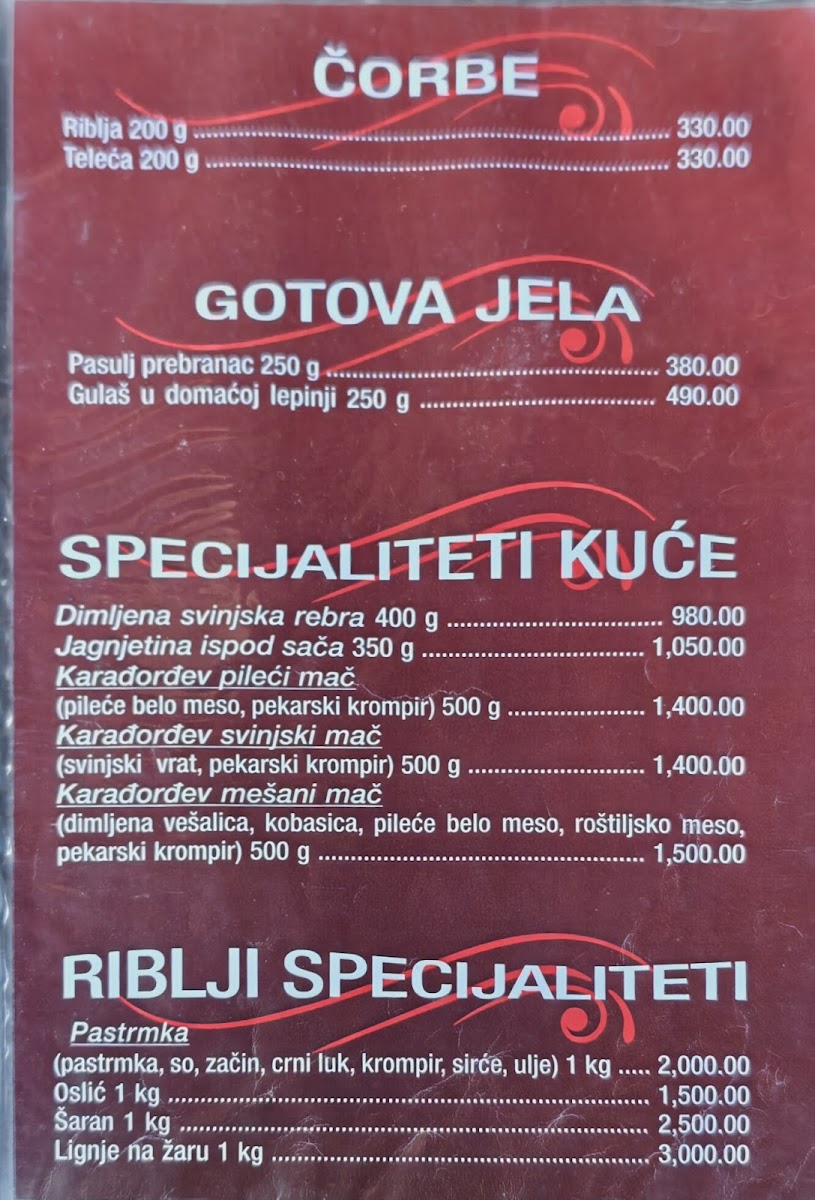 ČORBE
Riblja 200 g ........ 330.00
Teleća 200 g ........ 330.00
GOTOVA JELA
Pasulj prebranac 250 g ........ 380.00
Gulaš u domaćoj lepinji 250 g ........ 490.00
SPECIJALITETI KUĆE
Dimljena svinjska rebra 400 g ........ 980.00
Jagnjetina ispod sača 350 g ........ 1,050.00
Karađorđev pileći mač
(pileće belo meso, pekarski krompir) 500 g ........ 1,400.00
Karađorđev svinjski mač
(svinjski vrat, pekarski krompir) 500 g ........ 1,400.00
Karađorđev mešani mač
(dimljena vešalica, kobasica, pileće belo meso, roštiljsko meso,
pekarski krompir) 500 g ........ 1,500.00
RIBLJI SPECIJALITETI
Pastrmka
(pastrmka, so, začin, crni luk, krompir, sirće, ulje) 1 kg ..... 2,000.00
Oslić 1 kg ........ 1,500.00
Šaran 1 kg ........ 2,500.00
Lignje na žaru 1 kg ........ 3,000.00